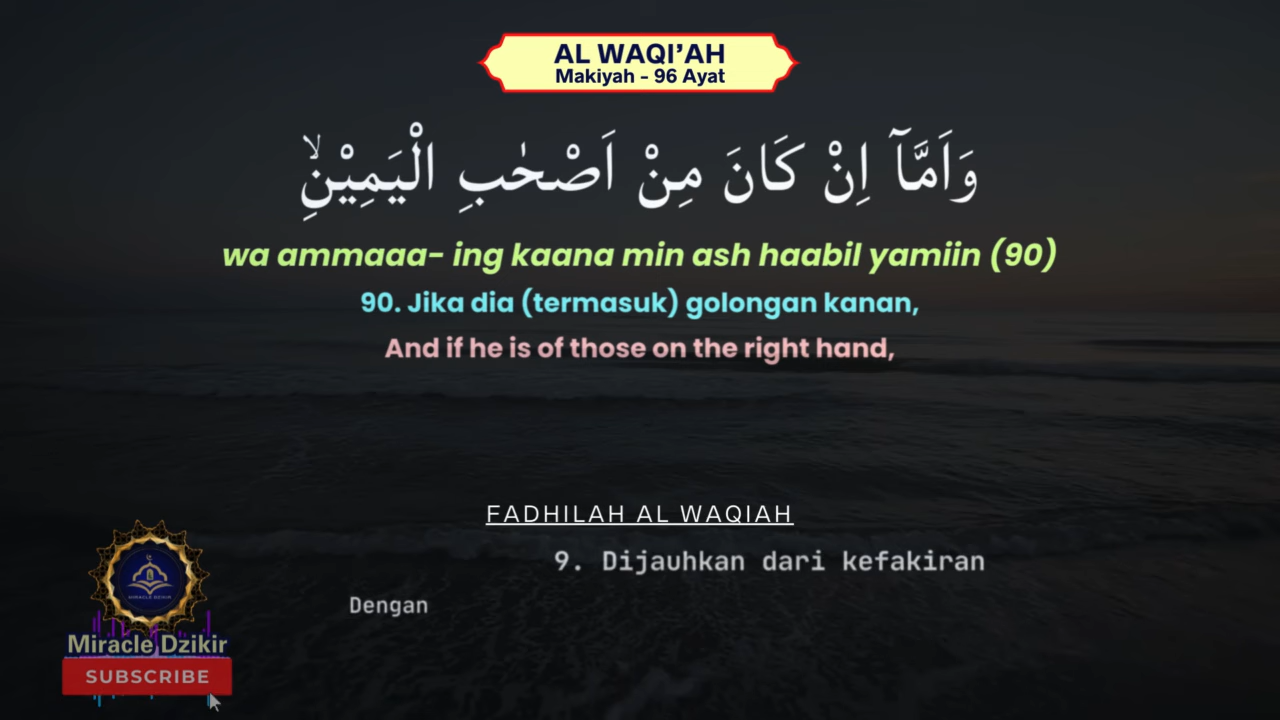 AL WAQI'AH
Makiyah - 96 Ayat
وَاَمَّآ اِنْ كَانَ مِنْ اَصْحٰبِ الْيَمِيْنِۙ
wa ammaaa- ing kaana min ash haabil yamiin (90)
90. Jika dia (termasuk) golongan kanan,
And if he is of those on the right hand,
FADHILAH AL WAQIAH
9. Dijauhkan dari kefakiran
Dengan
MIRACLE DZIKIR
Miracle Dzikir
SUBSCRIBE